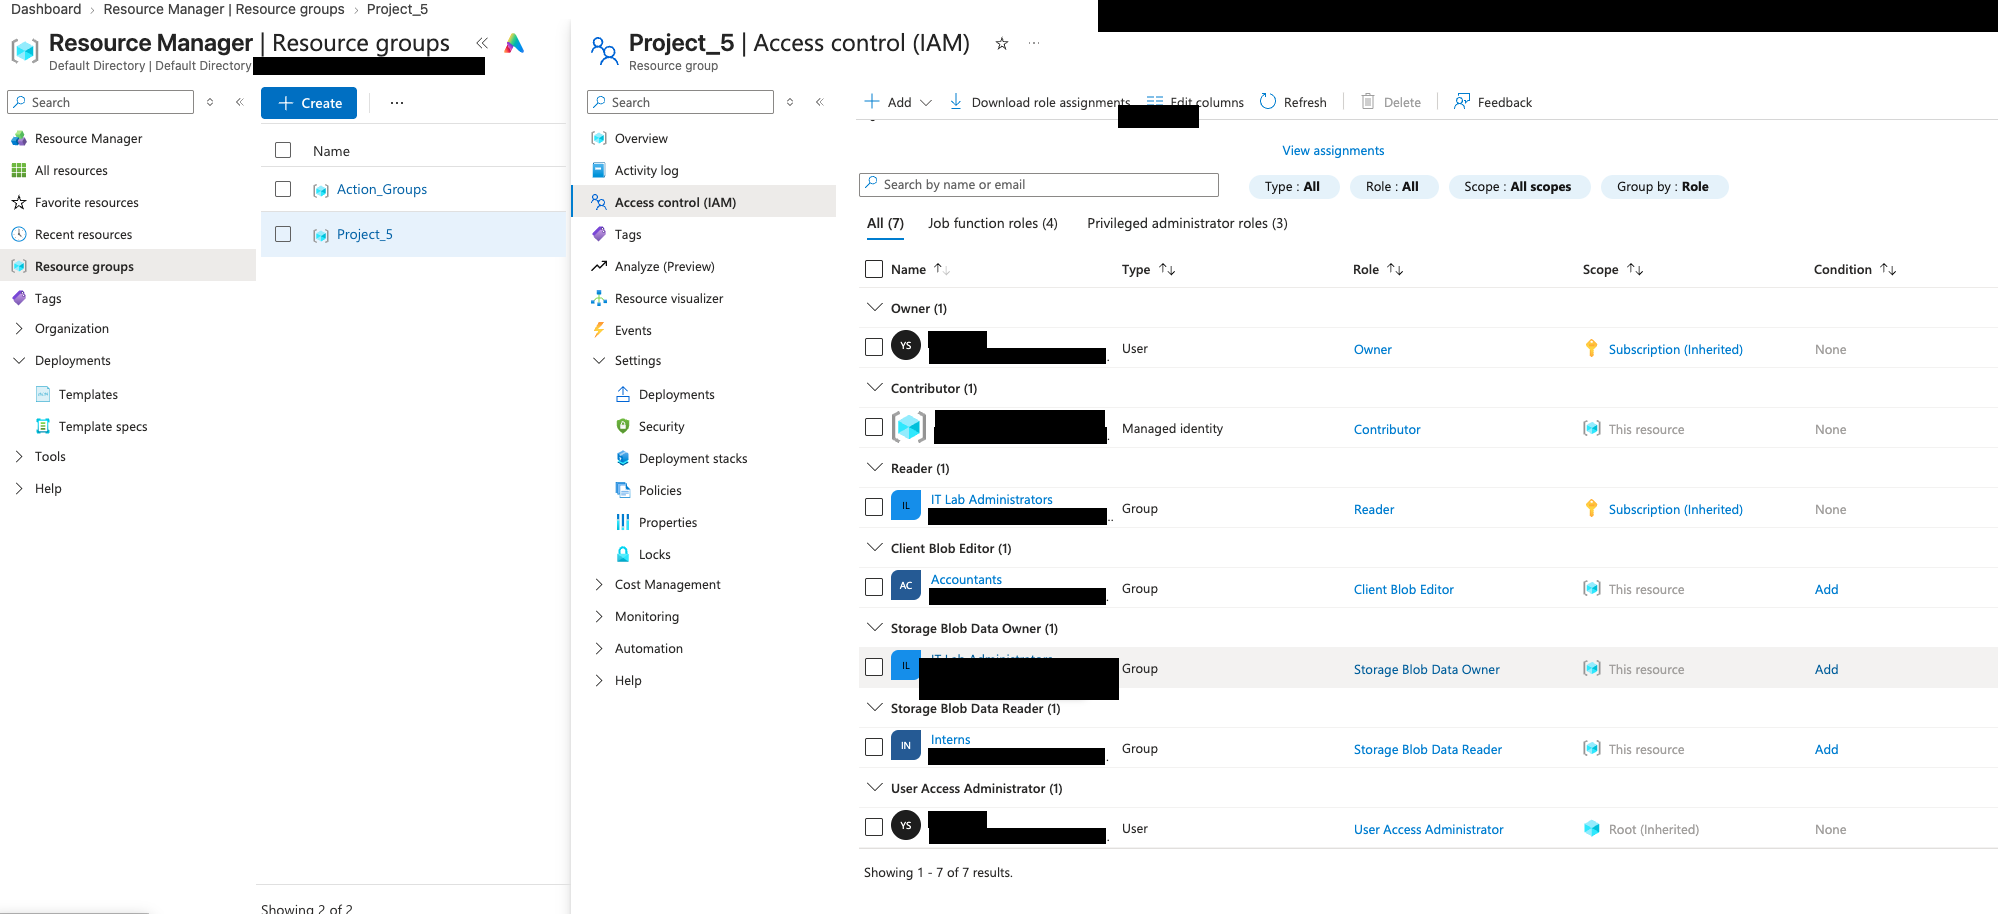 Dashboard > Resource Manager | Resource groups > Project_5
Resource Manager | Resource groups
Default Directory | Default Directory
Search
Resource Manager
All resources
Favorite resources
Recent resources
Resource groups
Tags
Organization
Deployments
Templates
Template specs
Tools
Help
+ Create
...
Name
Action_Groups
Project_5
Showing 2 of 2
Project_5 | Access control (IAM)
Resource group
Search
Overview
Activity log
Access control (IAM)
Tags
Analyze (Preview)
Resource visualizer
Events
Settings
Deployments
Security
Deployment stacks
Policies
Properties
Locks
Cost Management
Monitoring
Automation
Help
Add Download role assignments Edit columns Refresh Delete Feedback
View assignments
Search by name or email Type : All Role : All Scope : All scopes Group by : Role
All (7) Job function roles (4) Privileged administrator roles (3)
Name Type Role Scope Condition
Owner (1)
YS User Owner Subscription (Inherited) None
Contributor (1)
Managed identity Contributor This resource None
Reader (1)
IL IT Lab Administrators Group Reader Subscription (Inherited) None
Client Blob Editor (1)
AC Accountants Group Client Blob Editor This resource Add
Storage Blob Data Owner (1)
IL IT Lab Administrators Group Storage Blob Data Owner This resource Add
Storage Blob Data Reader (1)
IN Interns Group Storage Blob Data Reader This resource Add
User Access Administrator (1)
YS User User Access Administrator Root (Inherited) None
Showing 1 - 7 of 7 results.